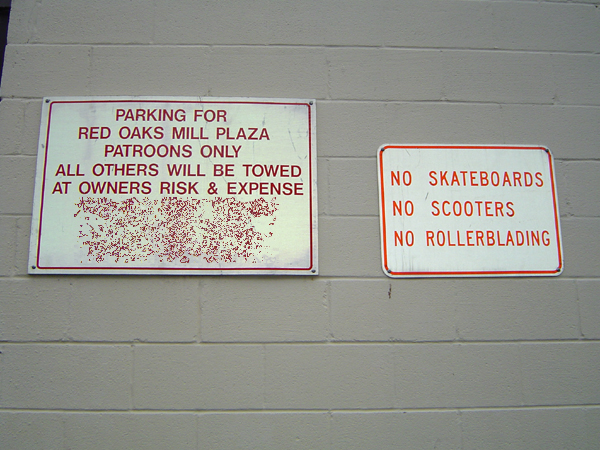 PARKING FOR
RED OAKS MILL PLAZA
PATROONS ONLY
ALL OTHERS WILL BE TOWED
AT OWNERS RISK & EXPENSE
NO SKATEBOARDS
NO SCOOTERS
NO ROLLERBLADING